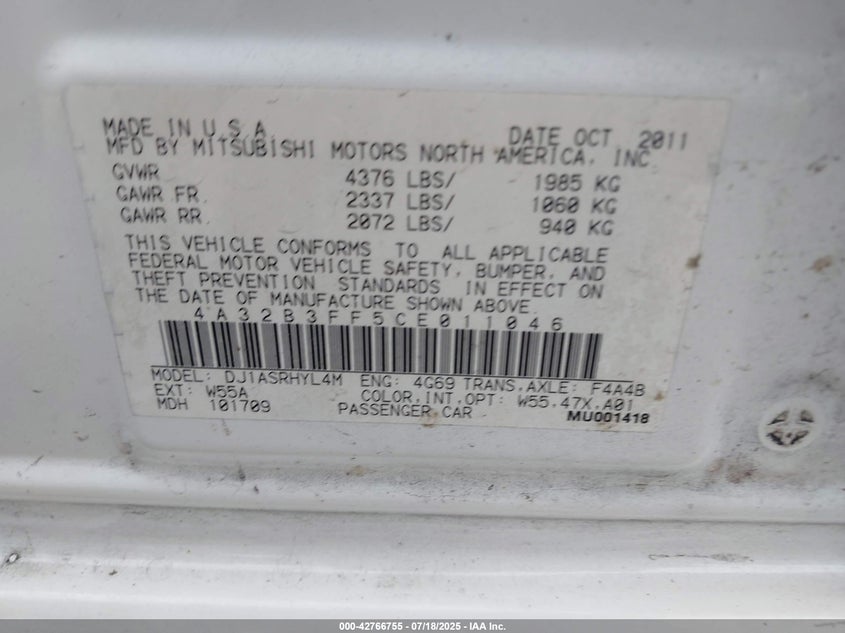 MADE IN U.S.A. DATE OCT 2011
MFD BY MITSUBISHI MOTORS NORTH AMERICA, INC
GVWR 4376 LBS/ 1985 KG
GAWR FR. 2337 LBS/ 1060 KG
GAWR RR. 2072 LBS/ 940 KG
THIS VEHICLE CONFORMS TO ALL APPLICABLE
FEDERAL MOTOR VEHICLE SAFETY, BUMPER, AND
THEFT PREVENTION STANDARDS IN EFFECT ON
THE DATE OF MANUFACTURE SHOWN ABOVE.
4A32B3FF5CE011046
MODEL: DJ1ASRHYL4M ENG: 4G69 TRANS.AXLE: F4A4B
EXT: W55A COLOR.INT.OPT: W55.47X.A01
MDH 101709 PASSENGER CAR MU001418
000-42766755 - 07/18/2025 - IAA Inc.